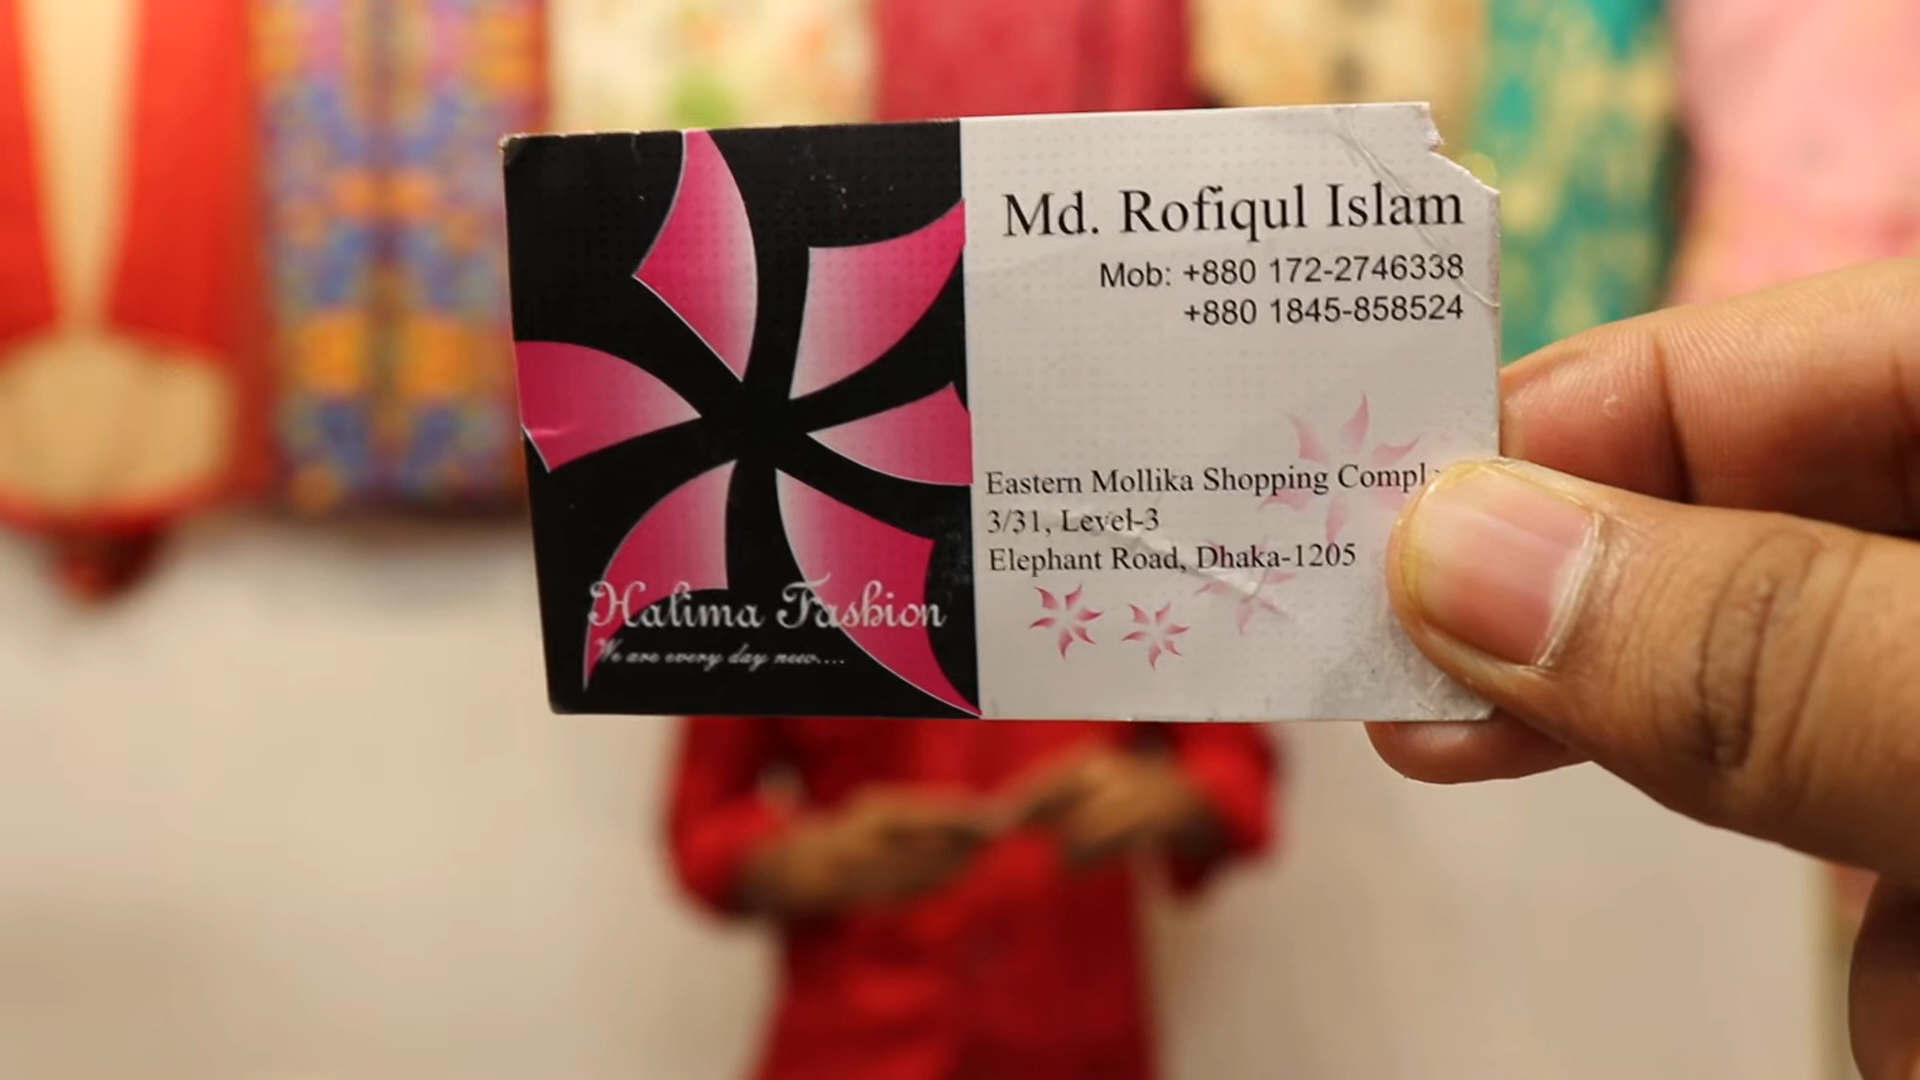 Halima Fashion
We are every day new....
Md. Rofiqul Islam
Mob: +880 172-2746338
+880 1845-858524
Eastern Mollika Shopping
3/31, Level-3
Elephant Road, Dhaka-1205